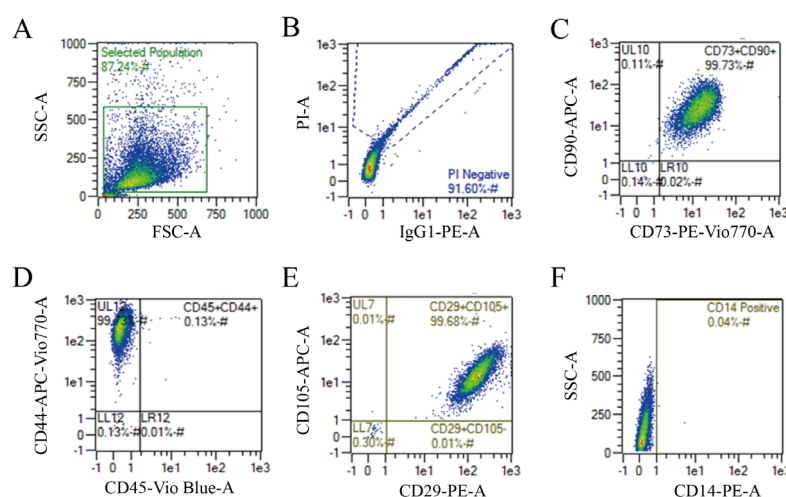 A
SSC-A
1000
750
500
250
0
Selected Population
87.24%-#
0
250
500
750
1000
FSC-A
B
PI-A
1e3
1e2
1e1
1
0
-1
PI Negative
91.60%-#
-1
0
1
1e1
1e2
1e3
IgG1-PE-A
C
CD90-APC-A
1e3
1e2
1e1
1
0
-1
UL10
0.11%-#
CD73+CD90+
99.73%-#
LL10
0.14%-#
LR10
0.02%-#
-1
0
1
1e1
1e2
1e3
CD73-PE-Vio770-A
D
CD44-APC-Vio770-A
1e3
1e2
1e1
1
0
-1
UL12
CD45+CD44+
0.13%-#
LL12
0.13%-#
LR12
0.01%-#
-1
0
1
1e1
1e2
1e3
CD45-Vio Blue-A
E
CD105-APC-A
1e3
1e2
1e1
1
0
-1
UL7
0.01%-#
CD29+CD105+
99.68%-#
LL7
0.30%-#
CD29+CD105-
0.01%-#
-1
0
1
1e1
1e2
1e3
CD29-PE-A
F
SSC-A
1000
750
500
250
0
CD14 Positive
0.04%-#
-1
0
1
1e1
1e2
1e3
CD14-PE-A